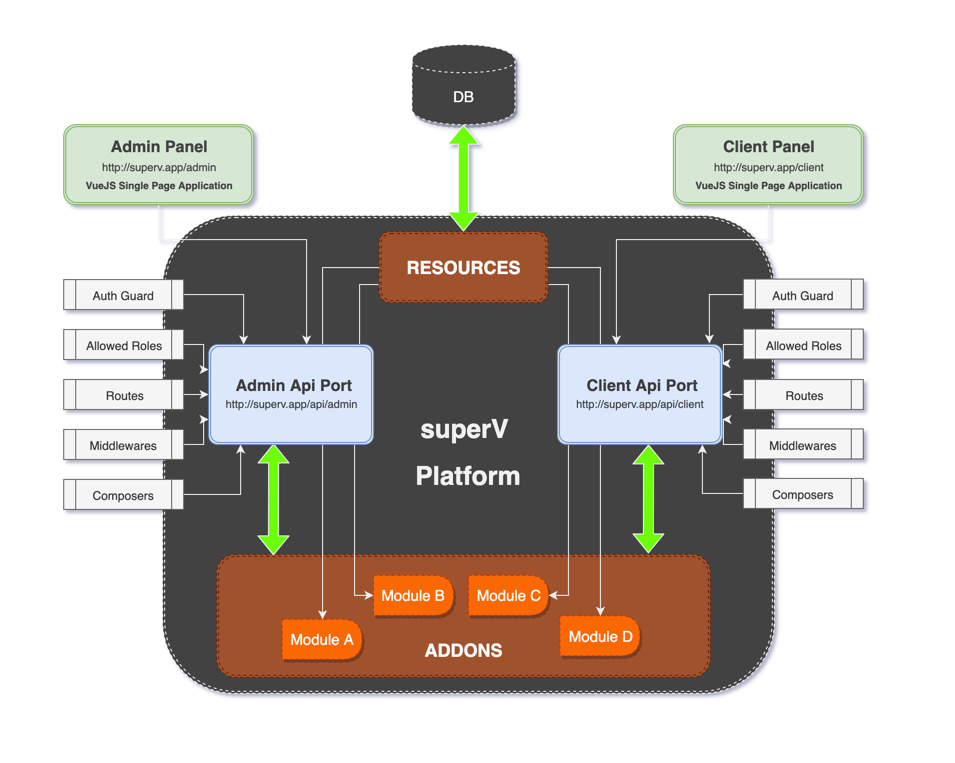 DB
Admin Panel
http://superv.app/admin
VueJS Single Page Application
Client Panel
http://superv.app/client
VueJS Single Page Application
RESOURCES
Auth Guard
Allowed Roles
Routes
Middlewares
Composers
Admin Api Port
http://superv.app/api/admin
Client Api Port
http://superv.app/api/client
Auth Guard
Allowed Roles
Routes
Middlewares
Composers
superV
Platform
Module A
Module B
Module C
Module D
ADDONS